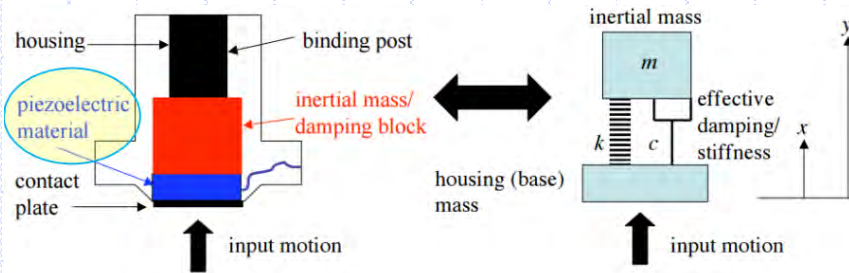 housing
binding post
piezoelectric
material
inertial mass/
damping block
contact
plate
input motion
inertial mass
m
k
c
effective
damping/
stiffness
housing (base)
mass
input motion
x
y